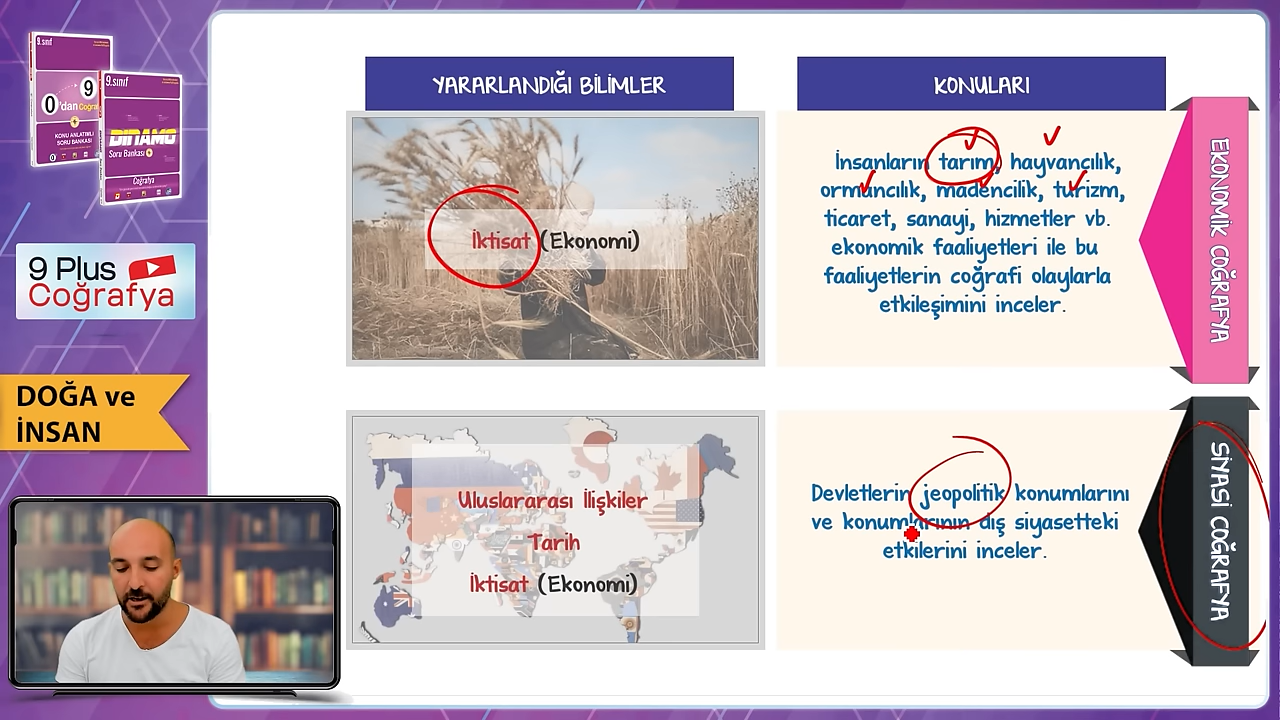 9.sınıf
0'dan 9
KONU ANLATIMLI
SORU BANKASI
9.sınıf
DİNAMO
Soru Bankası
Coğrafya
9 Plus
Coğrafya
DOĞA ve
İNSAN
YARARLANDIĞI BİLİMLER
KONULARI
İktisat (Ekonomi)
İnsanların tarım, hayvancılık,
ormancılık, madencilik, turizm,
ticaret, sanayi, hizmetler vb.
ekonomik faaliyetleri ile bu
faaliyetlerin coğrafi olaylarla
etkileşimini inceler.
EKONOMİK COĞRAFYA
Uluslararası İlişkiler
Tarih
İktisat (Ekonomi)
Devletlerin jeopolitik konumlarını
ve konumlarının dış siyasetteki
etkilerini inceler.
SİYASİ COĞRAFYA